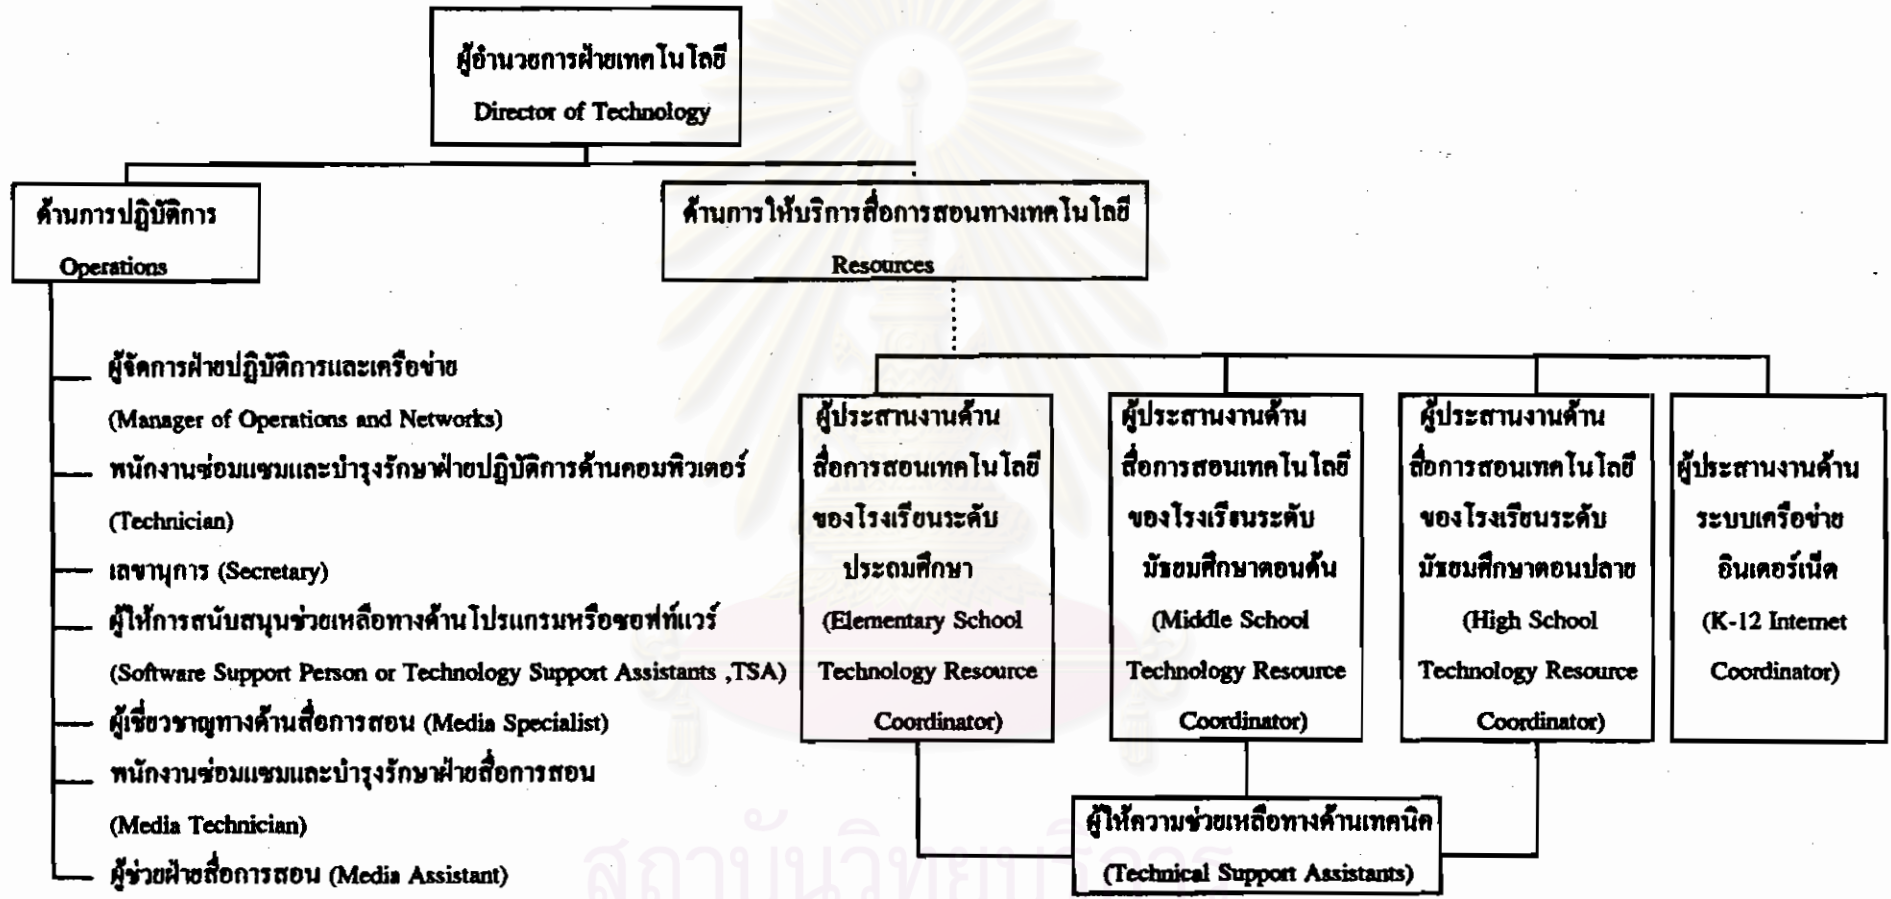 ผู้อำนวยการฝ่ายเทคโนโลยี
Director of Technology
ด้านการปฏิบัติการ
Operations
ด้านการให้บริการสื่อการสอนทางเทคโนโลยี
Resources
ผู้จัดการฝ่ายปฏิบัติการและเครือข่าย
(Manager of Operations and Networks)
พนักงานซ่อมแซมและบำรุงรักษาฝ่ายปฏิบัติการด้านคอมพิวเตอร์
(Technician)
เลขานุการ (Secretary)
ผู้ให้การสนับสนุนช่วยเหลือทางด้านโปรแกรมหรือซอฟท์แวร์
(Software Support Person or Technology Support Assistants ,TSA)
ผู้เชี่ยวชาญทางด้านสื่อการสอน (Media Specialist)
พนักงานซ่อมแซมและบำรุงรักษาฝ่ายสื่อการสอน
(Media Technician)
ผู้ช่วยฝ่ายสื่อการสอน (Media Assistant)
ผู้ประสานงานด้าน
สื่อการสอนเทคโนโลยี
ของโรงเรียนระดับ
ประถมศึกษา
(Elementary School
Technology Resource
Coordinator)
ผู้ประสานงานด้าน
สื่อการสอนเทคโนโลยี
ของโรงเรียนระดับ
มัธยมศึกษาตอนต้น
(Middle School
Technology Resource
Coordinator)
ผู้ประสานงานด้าน
สื่อการสอนเทคโนโลยี
ของโรงเรียนระดับ
มัธยมศึกษาตอนปลาย
(High School
Technology Resource
Coordinator)
ผู้ประสานงานด้าน
ระบบเครือข่าย
อินเตอร์เน็ต
(K-12 Internet
Coordinator)
ผู้ให้ความช่วยเหลือทางด้านเทคนิค
(Technical Support Assistants)
สถาบันวิทยบริการ